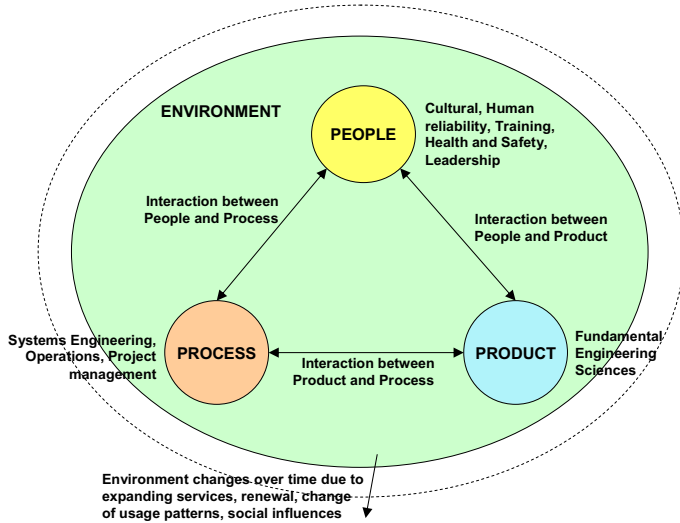 ENVIRONMENT
PEOPLE
Cultural, Human
reliability, Training,
Health and Safety,
Leadership
Interaction between
People and Process
Interaction between
People and Product
Systems Engineering,
Operations, Project
management
PROCESS
Interaction between
Product and Process
PRODUCT
Fundamental
Engineering
Sciences
Environment changes over time due to
expanding services, renewal, change
of usage patterns, social influences